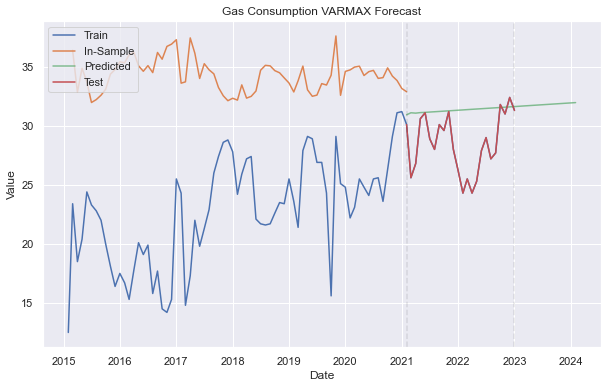 Gas Consumption VARMAX Forecast
Train
In-Sample
Predicted
Test
Value
35
30
25
20
15
2015 2016 2017 2018 2019 2020 2021 2022 2023 2024
Date